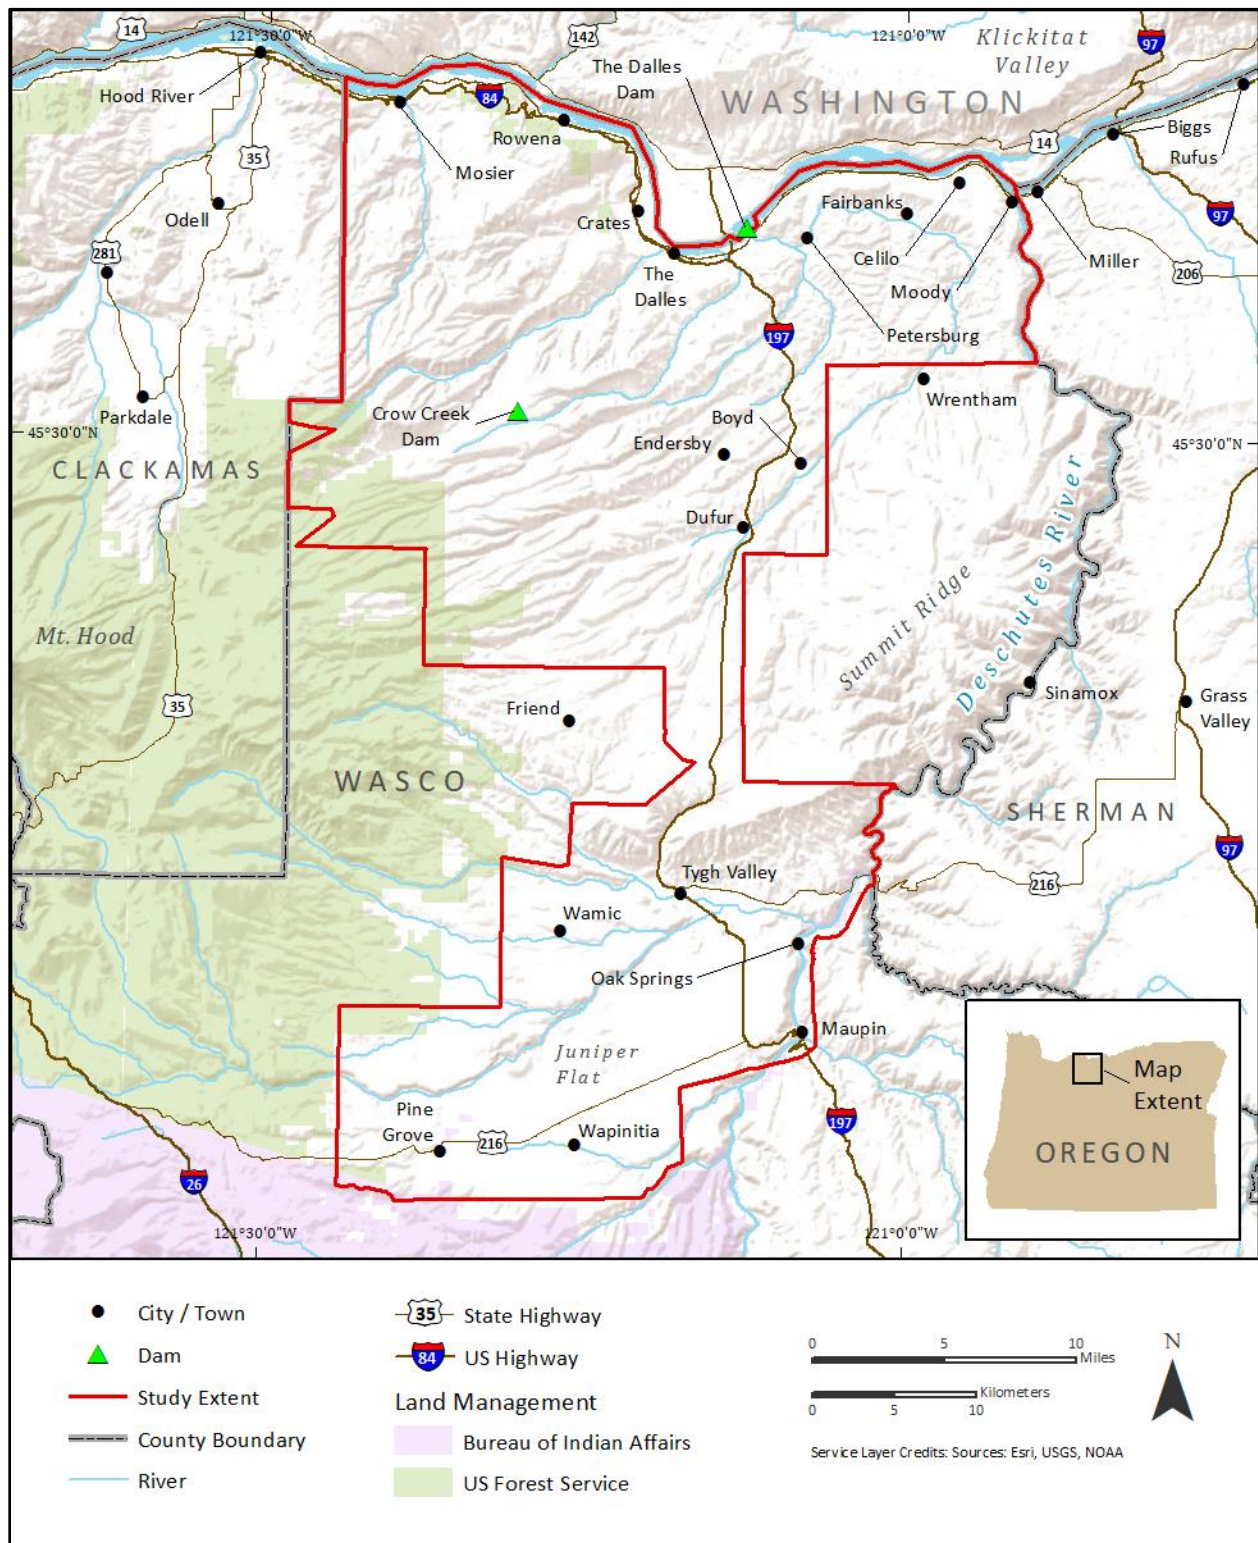 14
121°30'0"W
142
121°0'0"W
Klickitat
Valley
97
The Dalles
Dam
Hood River
84
WASHINGTON
Rowena
Biggs
14
Rufus
35
Mosier
Odell
Crates
Fairbanks
97
281
Celilo
Miller
206
The
Dalles
Moody
197
Petersburg
Parkdale
Crow Creek
Dam
Wrentham
Boyd
45°30'0"N
Endersby
45°30'0"N
CLACKAMAS
Dufur
Deschutes River
Summit Ridge
Mt. Hood
Sinamox
35
Friend
Grass
Valley
WASCO
SHERMAN
97
Tygh Valley
216
Wamic
Oak Springs
Maupin
Juniper
Flat
Map
Extent
Pine
Grove
216
Wapinitia
197
OREGON
26
121°30'0"W
121°0'0"W
City / Town
Dam
Study Extent
County Boundary
River
35
State Highway
84
US Highway
Land Management
Bureau of Indian Affairs
US Forest Service
0 5 10
Miles
Kilometers
0 5 10
N
Service Layer Credits: Sources: Esri, USGS, NOAA